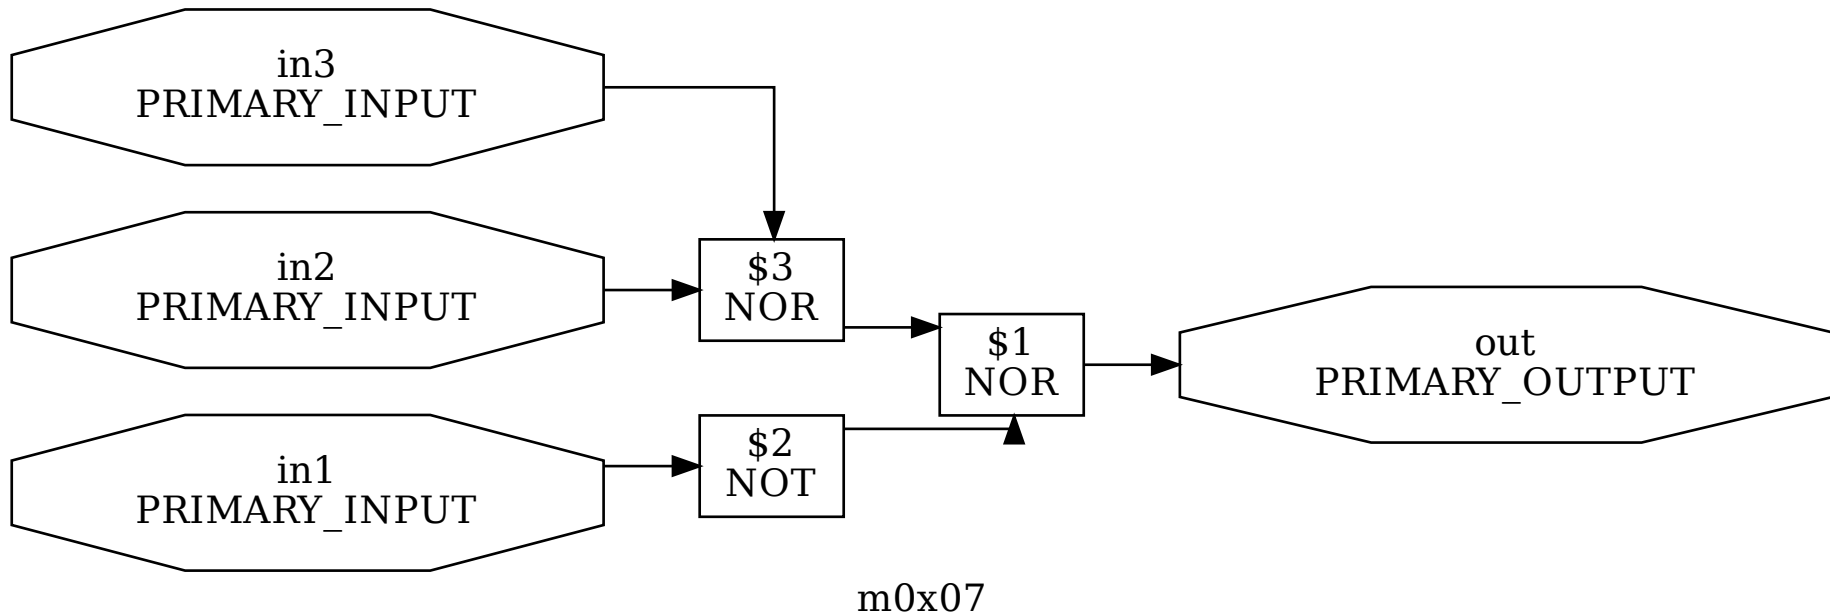 in3
PRIMARY_INPUT
in2
PRIMARY_INPUT
$3
NOR
$1
NOR
out
PRIMARY_OUTPUT
in1
PRIMARY_INPUT
$2
NOT
m0x07